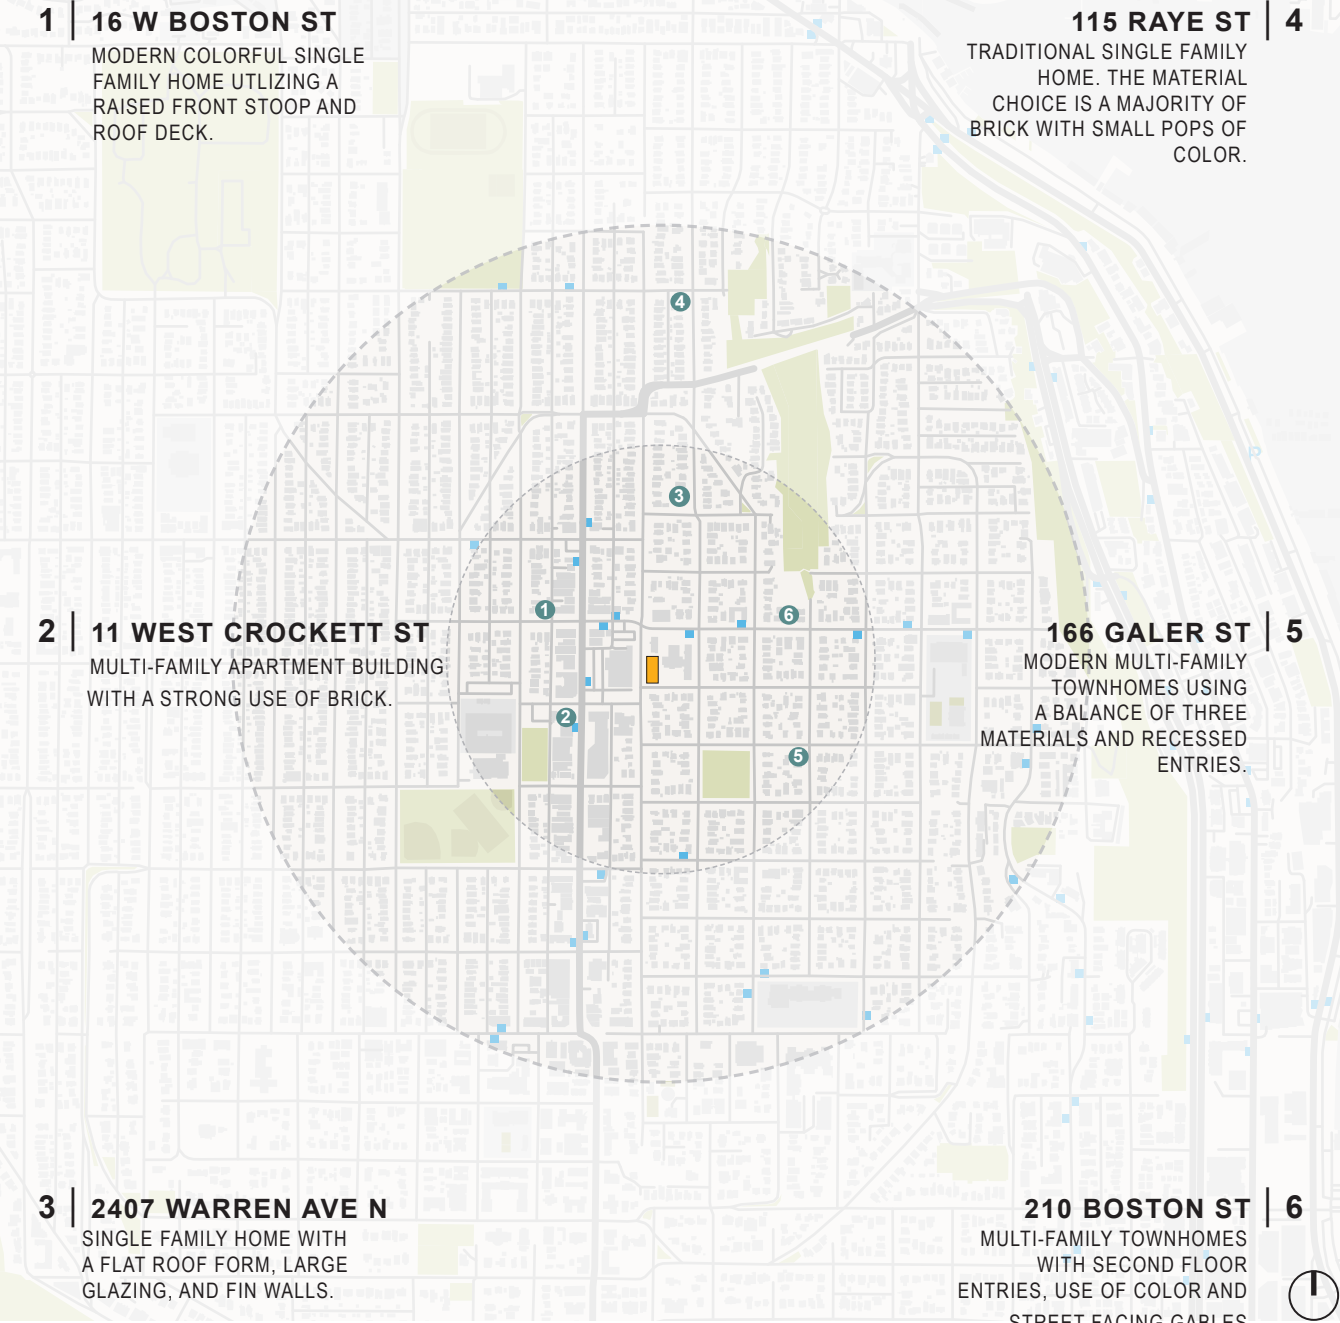 1 | 16 W BOSTON ST
MODERN COLORFUL SINGLE
FAMILY HOME UTLIZING A
RAISED FRONT STOOP AND
ROOF DECK.
115 RAYE ST | 4
TRADITIONAL SINGLE FAMILY
HOME. THE MATERIAL
CHOICE IS A MAJORITY OF
BRICK WITH SMALL POPS OF
COLOR.
4
3
1
6
2
5
2 | 11 WEST CROCKETT ST
MULTI-FAMILY APARTMENT BUILDING
WITH A STRONG USE OF BRICK.
166 GALER ST | 5
MODERN MULTI-FAMILY
TOWNHOMES USING
A BALANCE OF THREE
MATERIALS AND RECESSED
ENTRIES.
3 | 2407 WARREN AVE N
SINGLE FAMILY HOME WITH
A FLAT ROOF FORM, LARGE
GLAZING, AND FIN WALLS.
210 BOSTON ST | 6
MULTI-FAMILY TOWNHOMES
WITH SECOND FLOOR
ENTRIES, USE OF COLOR AND
STREET FACING GABLES